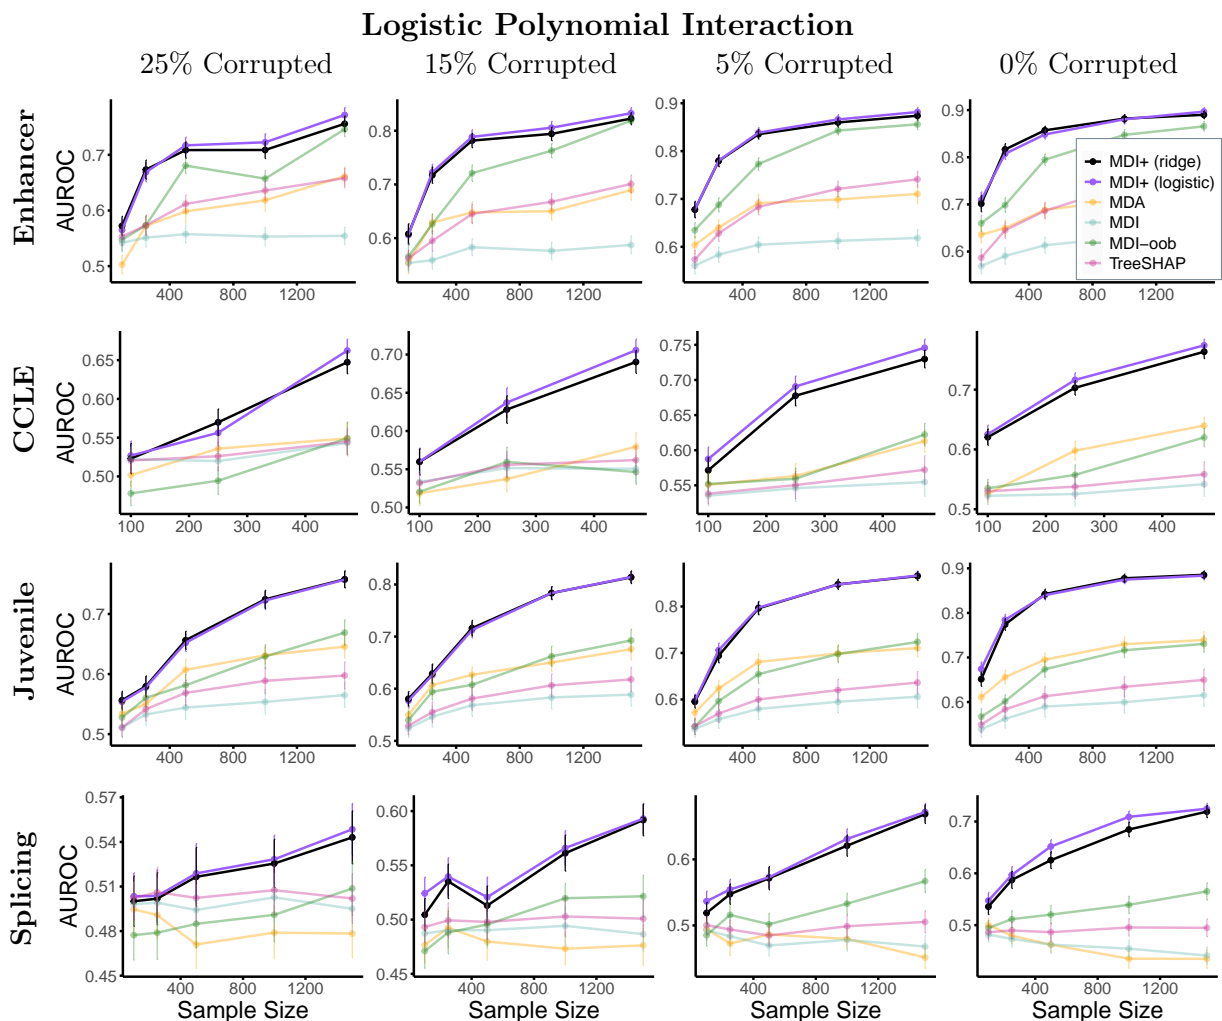 Logistic Polynomial Interaction
25% Corrupted 15% Corrupted 5% Corrupted 0% Corrupted
Enhancer
AUROC
0.7
0.6
0.5
400 800 1200
0.8
0.7
0.6
400 800 1200
0.9
0.8
0.7
0.6
400 800 1200
0.9
0.8
0.7
0.6
400 800 1200
MDI+ (ridge)
MDI+ (logistic)
MDA
MDI
MDI−oob
TreeSHAP
CCLE
AUROC
0.65
0.60
0.55
0.50
100 200 300 400
0.70
0.65
0.60
0.55
0.50
100 200 300 400
0.75
0.70
0.65
0.60
0.55
100 200 300 400
0.7
0.6
0.5
100 200 300 400
Juvenile
AUROC
0.7
0.6
0.5
400 800 1200
0.8
0.7
0.6
0.5
400 800 1200
0.8
0.7
0.6
400 800 1200
0.9
0.8
0.7
0.6
400 800 1200
Splicing
AUROC
0.57
0.54
0.51
0.48
0.45
400 800 1200
0.60
0.55
0.50
0.45
400 800 1200
0.6
0.5
400 800 1200
0.7
0.6
0.5
400 800 1200
Sample Size Sample Size Sample Size Sample Size